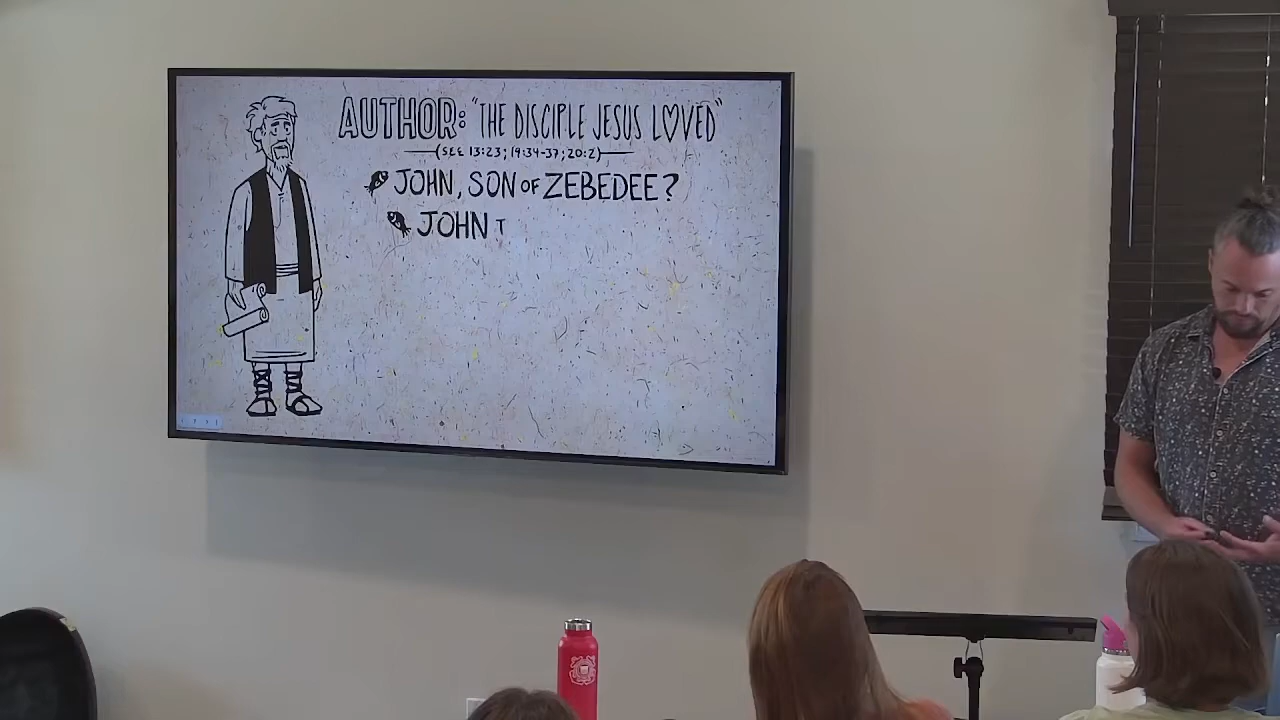 AUTHOR: "THE DISCIPLE JESUS LOVED"
(SEE 13:23; 19:34-37; 20:2)
JOHN, SON OF ZEBEDEE?
JOHN T